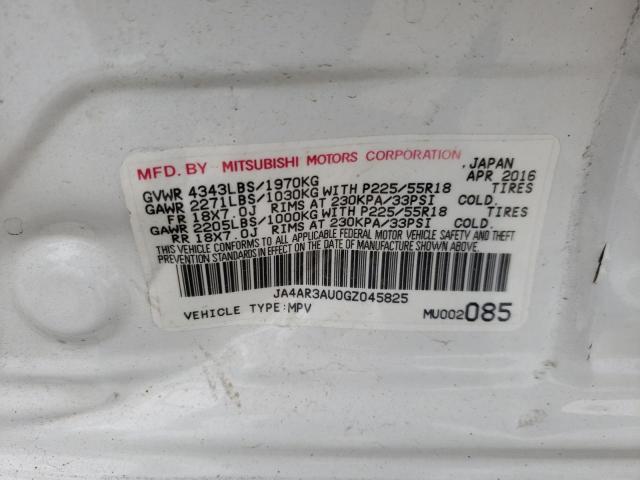 MFD. BY MITSUBISHI MOTORS CORPORATION JAPAN
GVWR 4343LBS/1970KG APR 2016
GAWR 2271LBS/1030KG WITH P225/55R18 TIRES
FR 18X7.0J RIMS AT 230KPA/33PSI COLD.
GAWR 2205LBS/1000KG WITH P225/55R18 TIRES
RR 18X7.0J RIMS AT 230KPA/33PSI COLD.
THIS VEHICLE CONFORMS TO ALL APPLICABLE FEDERAL MOTOR VEHICLE SAFETY AND THEFT
PREVENTION STANDARDS IN EFFECT ON THE DATE OF MANUFACTURE SHOWN ABOVE.
JA4AR3AU0GZ045825
VEHICLE TYPE:MPV MU002085